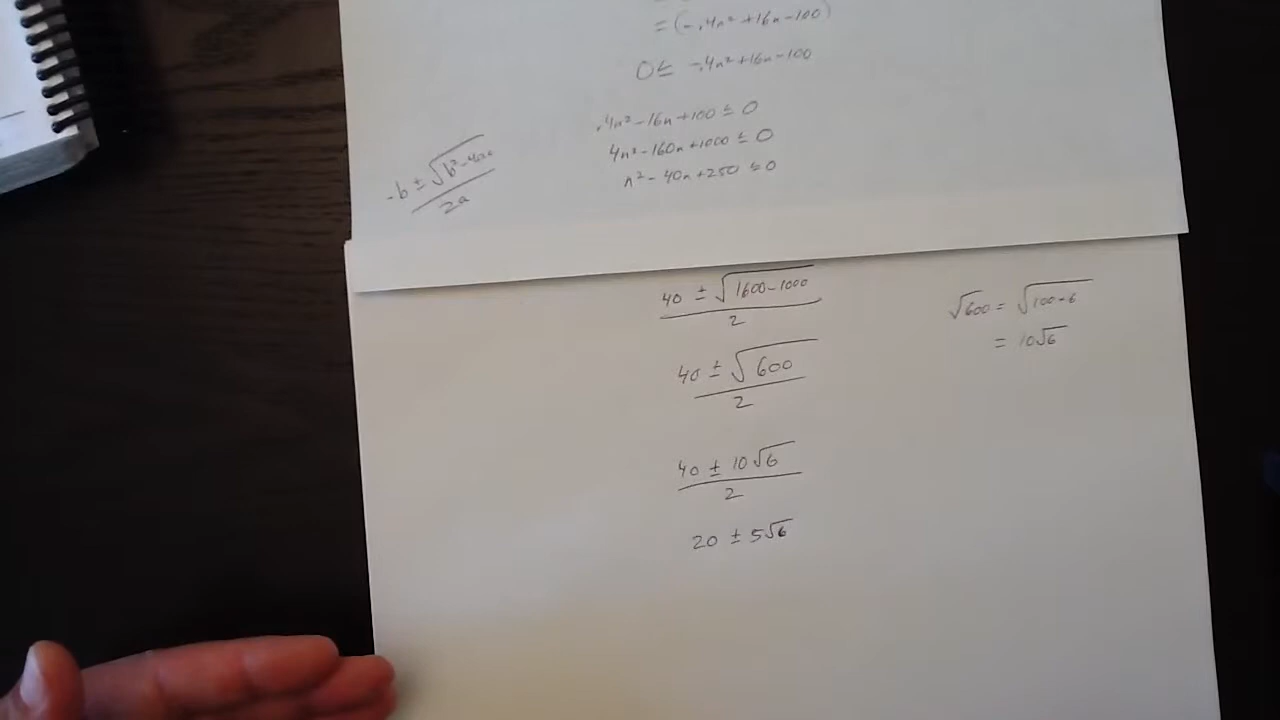 = (-.4n²+16n-100)
0 ≤ -.4n²+16n-100
.4n²-16n+100 ≤ 0
4n²-160n+1000 ≤ 0
n²-40n+250 ≤ 0
-b ± √b²-4ac
2a
40 ± √1600-1000
2
40 ± √600
2
40 ± 10√6
2
20 ± 5√6
√600 = √100·6
= 10√6